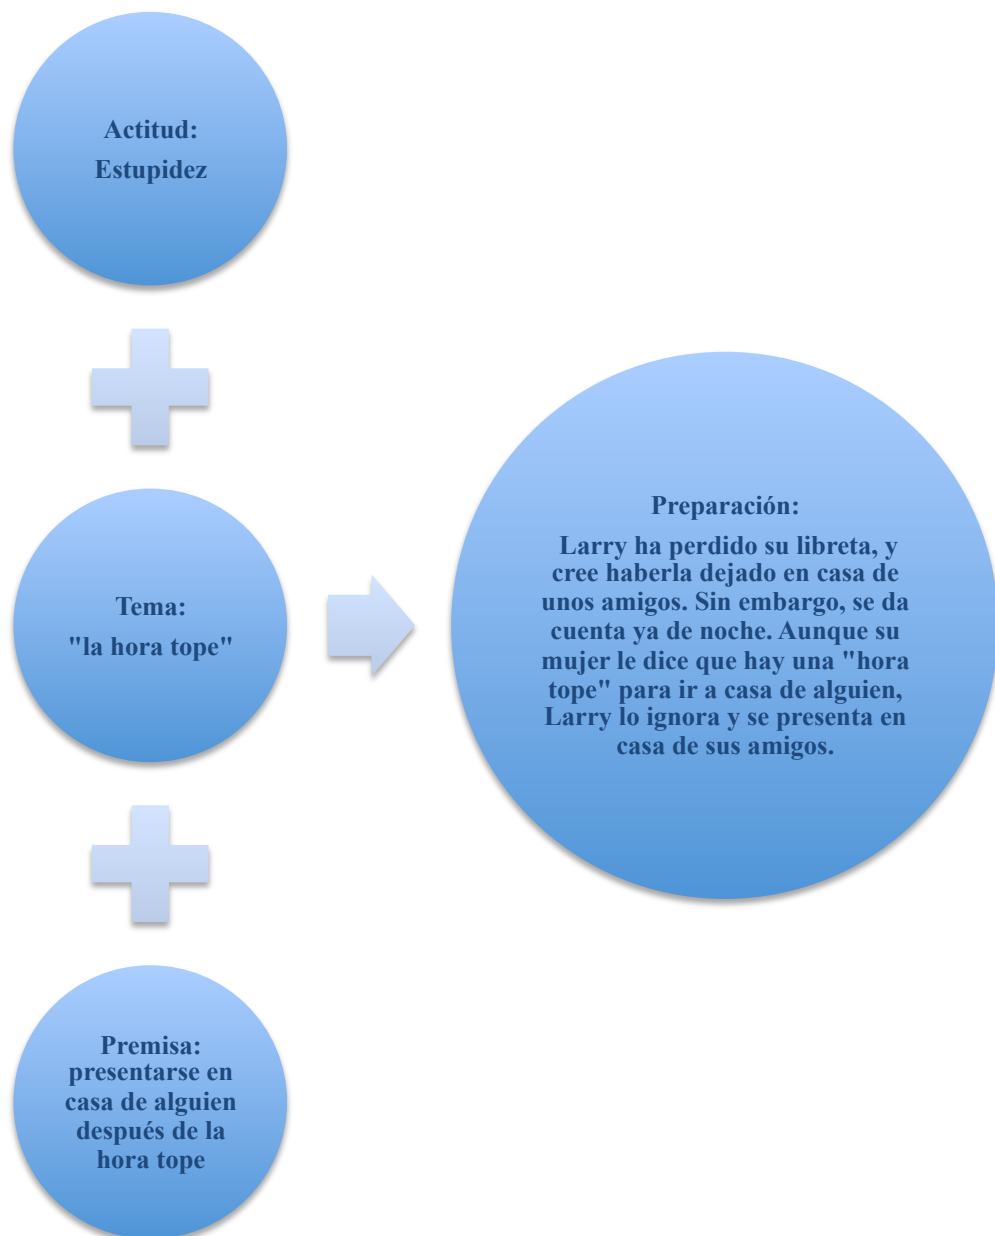 Actitud:
Estupidez
Tema:
"la hora tope"
Premisa:
presentarse en
casa de alguien
después de la
hora tope
Preparación:
Larry ha perdido su libreta, y
cree haberla dejado en casa de
unos amigos. Sin embargo, se da
cuenta ya de noche. Aunque su
mujer le dice que hay una "hora
tope" para ir a casa de alguien,
Larry lo ignora y se presenta en
casa de sus amigos.